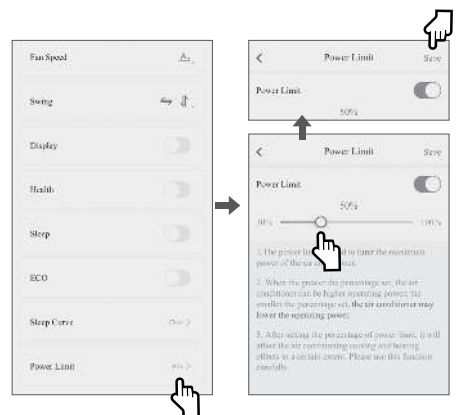 Fan Speed
Swing
Display
Health
Sleep
ECO
Sleep Curve
Power Limit
Power Limit
Save
Power Limit
50%
Power Limit
Save
Power Limit
50%
30%
100%
1.The power to limit the maximum
power of the air
2. When the greater the percentage set, the air
conditioner can be higher operating power; the
smaller the percentage set, the air conditioner may
lower the operating power.
3. After setting the percentage of power limit, it will
affect the air conditioning cooling and heating
effects to a certain extent. Please use this function
carefully.